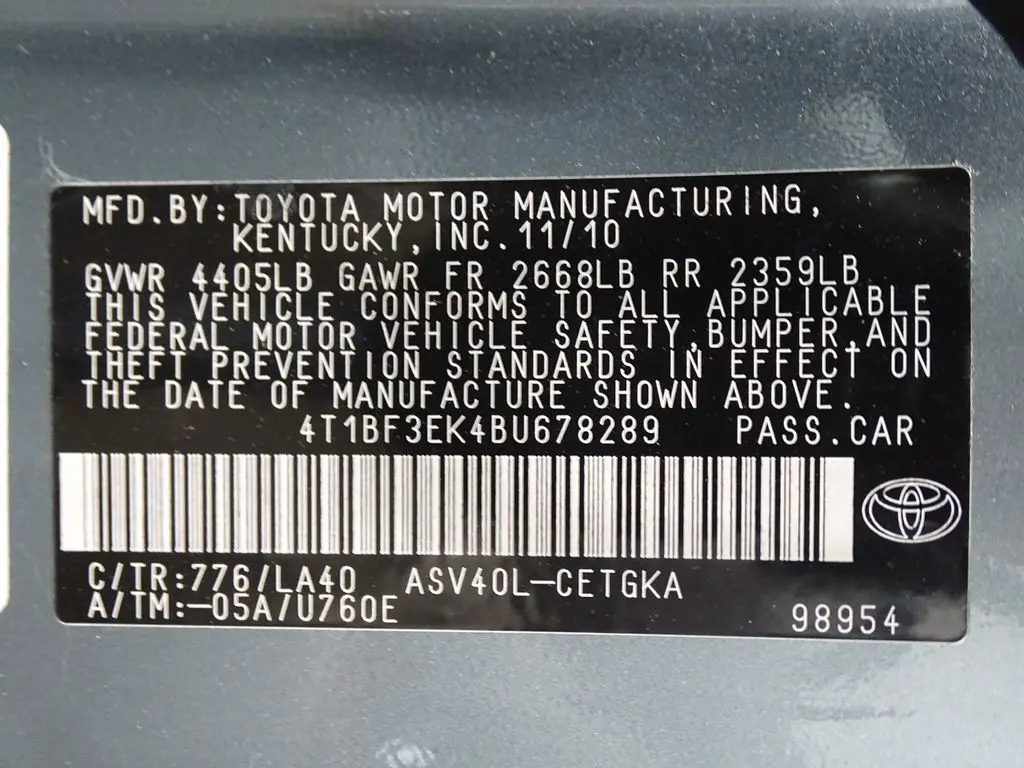 MFD.BY:TOYOTA MOTOR MANUFACTURING,
KENTUCKY,INC.11/10
GVWR 4405LB GAWR FR 2668LB RR 2359LB
THIS VEHICLE CONFORMS TO ALL APPLICABLE
FEDERAL MOTOR VEHICLE SAFETY,BUMPER,AND
THEFT PREVENTION STANDARDS IN EFFECT ON
THE DATE OF MANUFACTURE SHOWN ABOVE.
4T1BF3EK4BU678289 PASS.CAR
C/TR:776/LA40 ASV40L-CETGKA
A/TM:-05A/U760E 98954